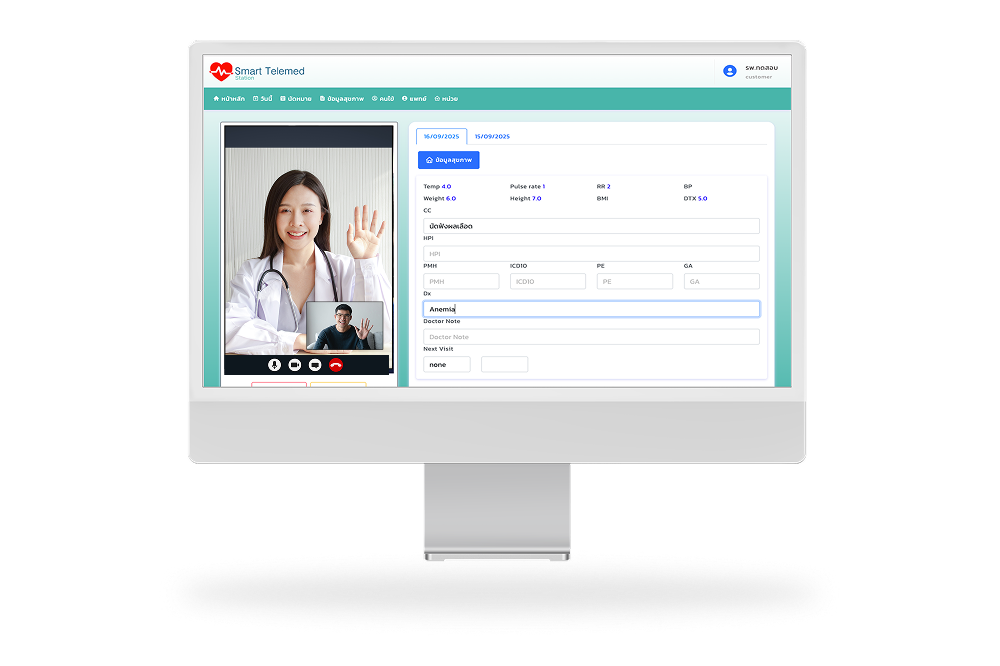 Smart Telemed
Station
รพ.ทดสอบ
customer
หน้าหลัก วันนี้ นัดหมาย ข้อมูลสุขภาพ คนไข้ แพทย์ หน่วย
16/09/2025 15/09/2025
ข้อมูลสุขภาพ
Temp 4.0 Pulse rate 1 RR 2 BP
Weight 6.0 Height 7.0 BMI DTX 5.0
CC
นัดฟังผลเลือด
HPI
HPI
PMH ICD10 PE GA
PMH ICD10 PE GA
Dx
Anemia
Doctor Note
Doctor Note
Next Visit
none